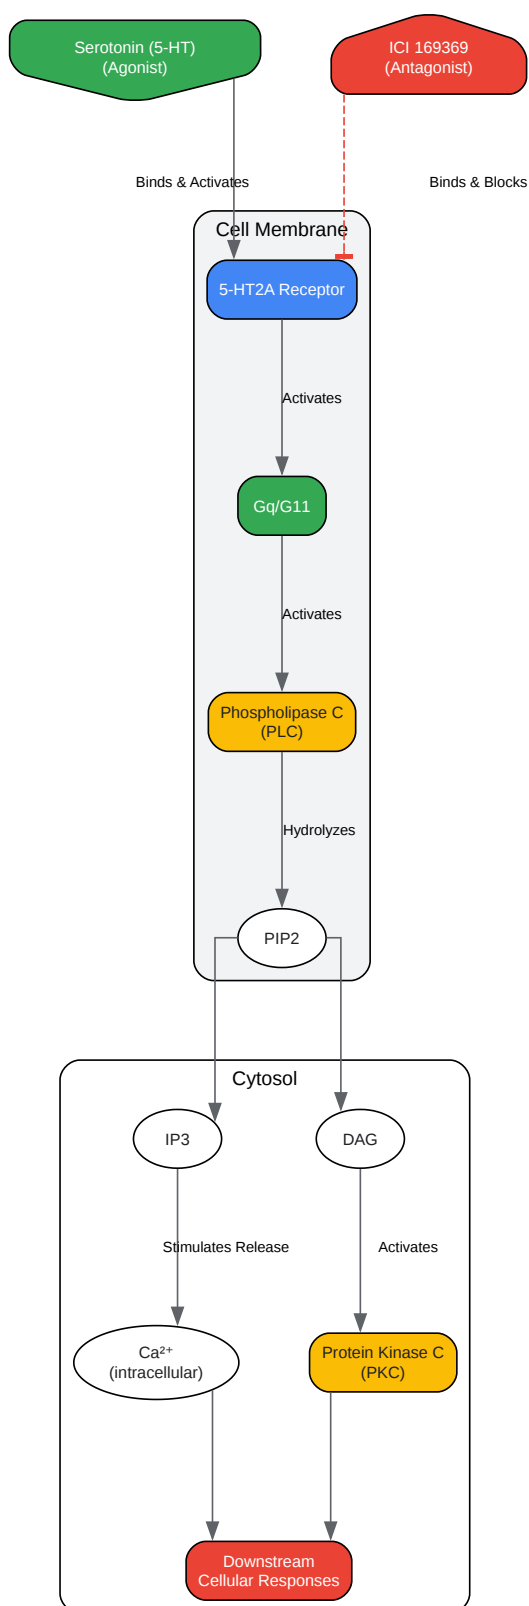 Serotonin (5-HT)
(Agonist)
ICI 169369
(Antagonist)
Binds & Activates
Binds & Blocks
Cell Membrane
5-HT2A Receptor
Activates
Gq/G11
Activates
Phospholipase C
(PLC)
Hydrolyzes
PIP2
Cytosol
IP3
DAG
Stimulates Release
Activates
Ca²⁺
(intracellular)
Protein Kinase C
(PKC)
Downstream
Cellular Responses